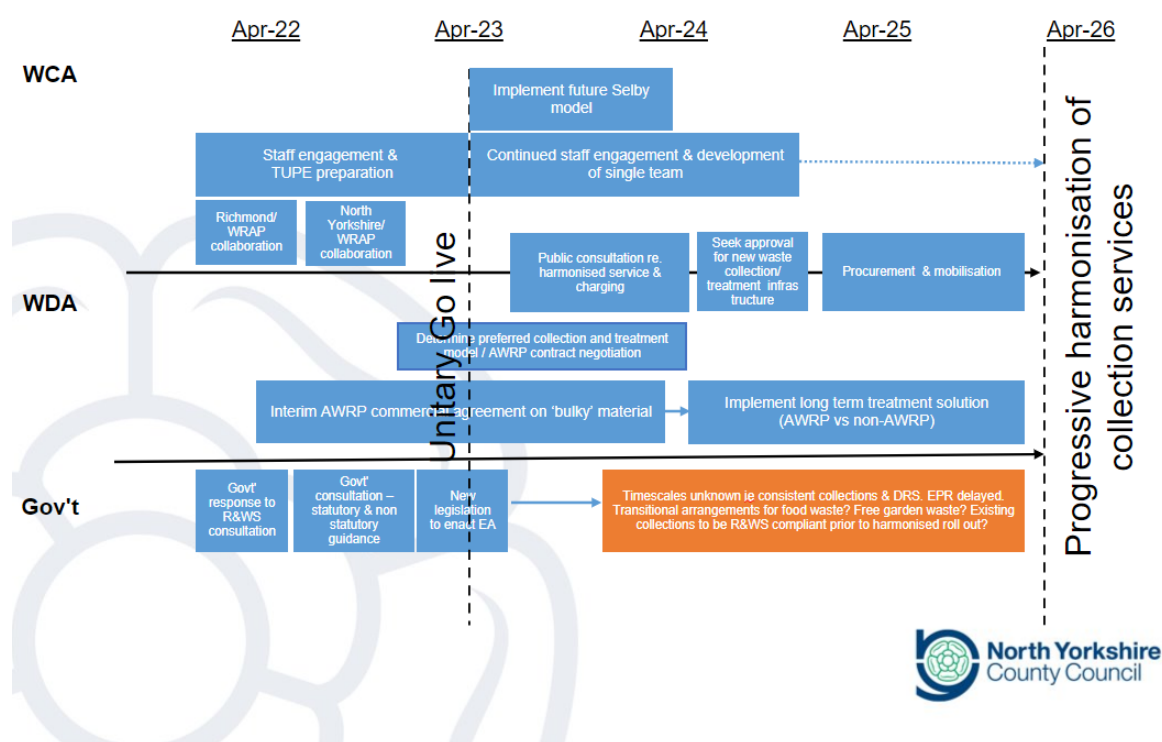 Apr-22
Apr-23
Apr-24
Apr-25
Apr-26
WCA
Implement future Selby
model
Staff engagement &
TUPE preparation
Continued staff engagement & development
of single team
Richmond/
WRAP
collaboration
North
Yorkshire/
WRAP
collaboration
Public consultation re.
harmonised service &
charging
Seek approval
for new waste
collection/
treatment infras
tructure
Procurement & mobilisation
WDA
Determine preferred collection and treatment
model / AWRP contract negotiation
Interim AWRP commercial agreement on ‘bulky’ material
Implement long term treatment solution
(AWRP vs non-AWRP)
Unitary Go live
Gov't
Govt'
response to
R&WS
consultation
Govt'
consultation –
statutory & non
statutory
guidance
New
legislation
to enact EA
Timescales unknown ie consistent collections & DRS. EPR delayed.
Transitional arrangements for food waste? Free garden waste? Existing
collections to be R&WS compliant prior to harmonised roll out?
Progressive harmonisation of
collection services
North Yorkshire
County Council